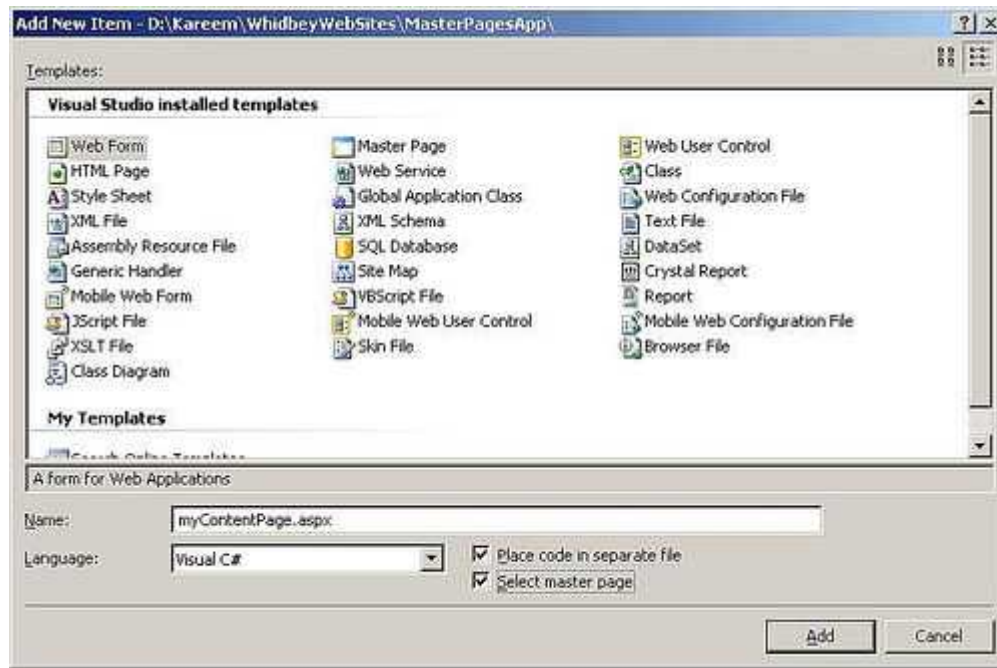 Add New Item - D:\Kareem\WhidbeyWebSites\MasterPagesApp\
Templates:
Visual Studio installed templates
Web Form Master Page Web User Control
HTML Page Web Service Class
Style Sheet Global Application Class Web Configuration File
XML File XML Schema Text File
Assembly Resource File SQL Database DataSet
Generic Handler Site Map Crystal Report
Mobile Web Form VBScript File Report
JScript File Mobile Web User Control Mobile Web Configuration File
XSLT File Skin File Browser File
Class Diagram
My Templates
Search Online Templates
A form for Web Applications
Name: myContentPage.aspx
Language: Visual C# Place code in separate file
Select master page
Add Cancel